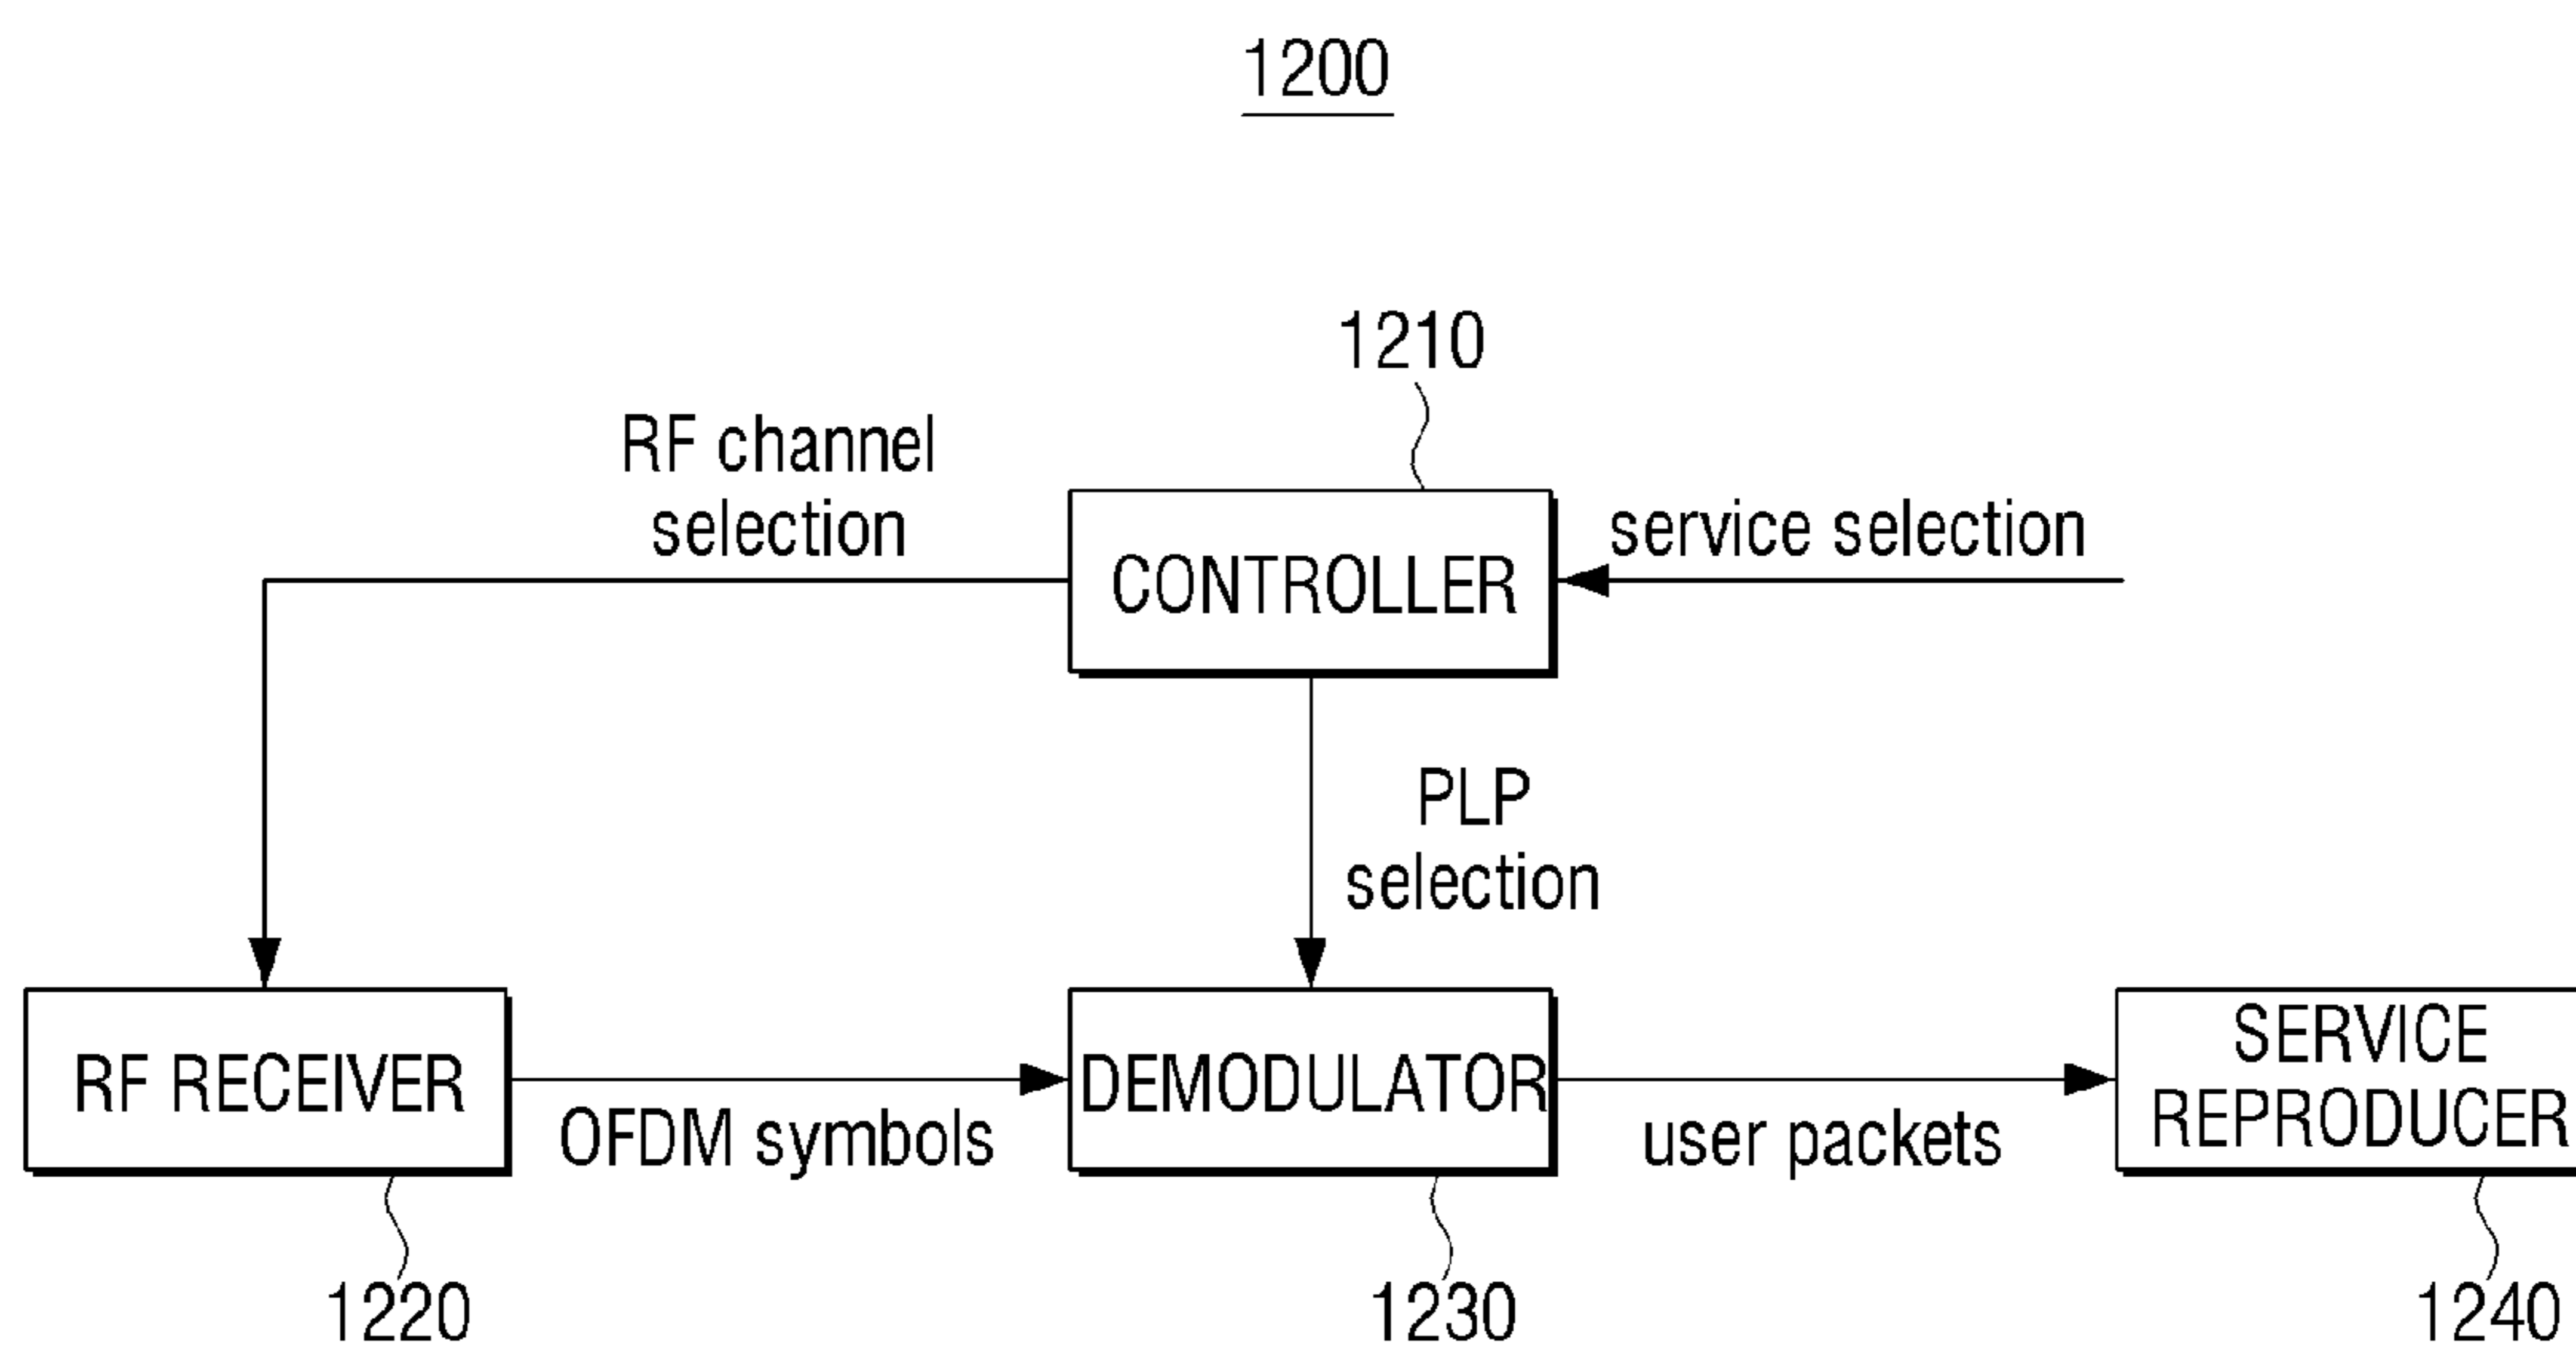 1200
1210
RF channel
selection
CONTROLLER
service selection
PLP
selection
RF RECEIVER
OFDM symbols
DEMODULATOR
user packets
SERVICE
REPRODUCER
1220
1230
1240